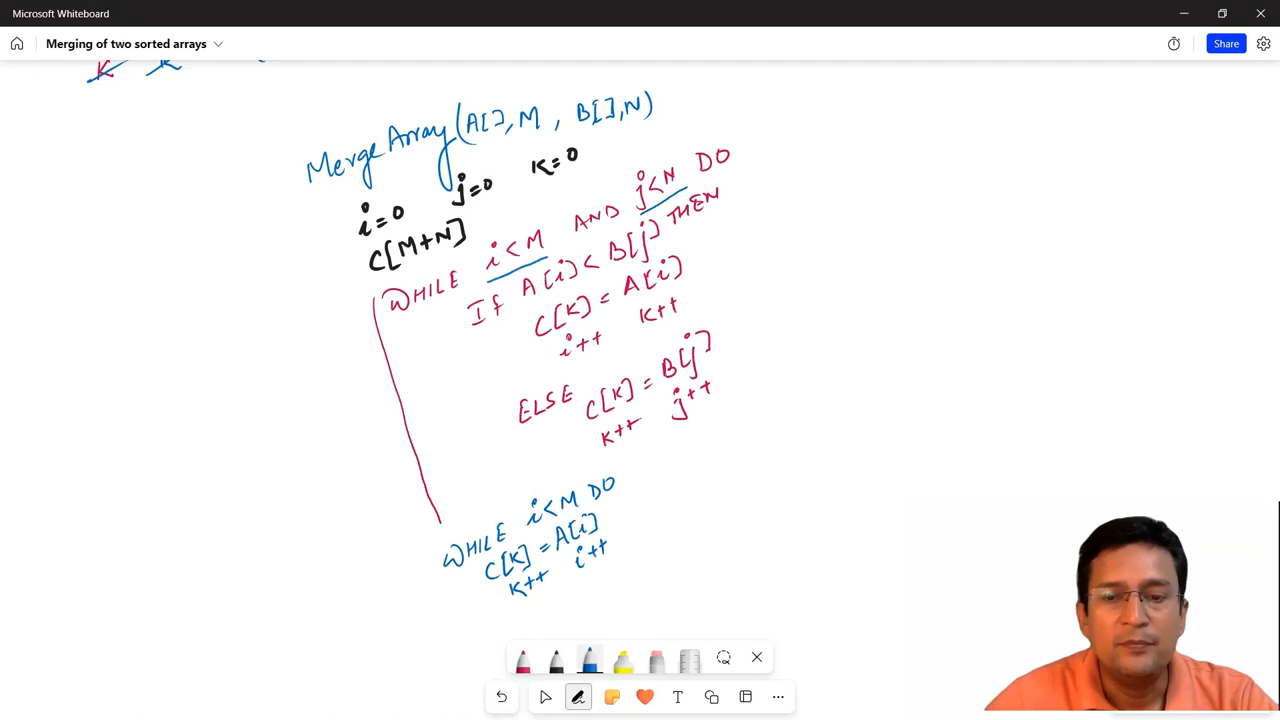 Microsoft Whiteboard
Merging of two sorted arrays
Share
K K
MergeArray(A[], M, B[], N)
i=0 j=0 K=0
C[M+N]
WHILE i<M AND j<N DO
If A[i]<B[j] THEN
C[K] = A[i]
i++ K++
ELSE C[K] = B[j]
K++ j++
WHILE i<M DO
C[K] = A[i]
K++ i++
T